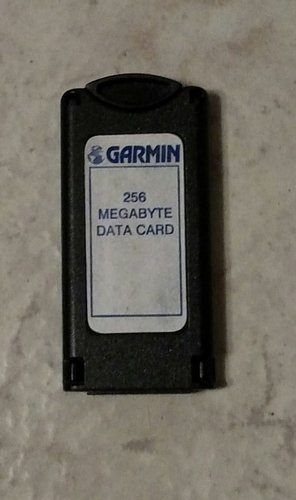 GARMIN
256
MEGABYTE
DATA CARD